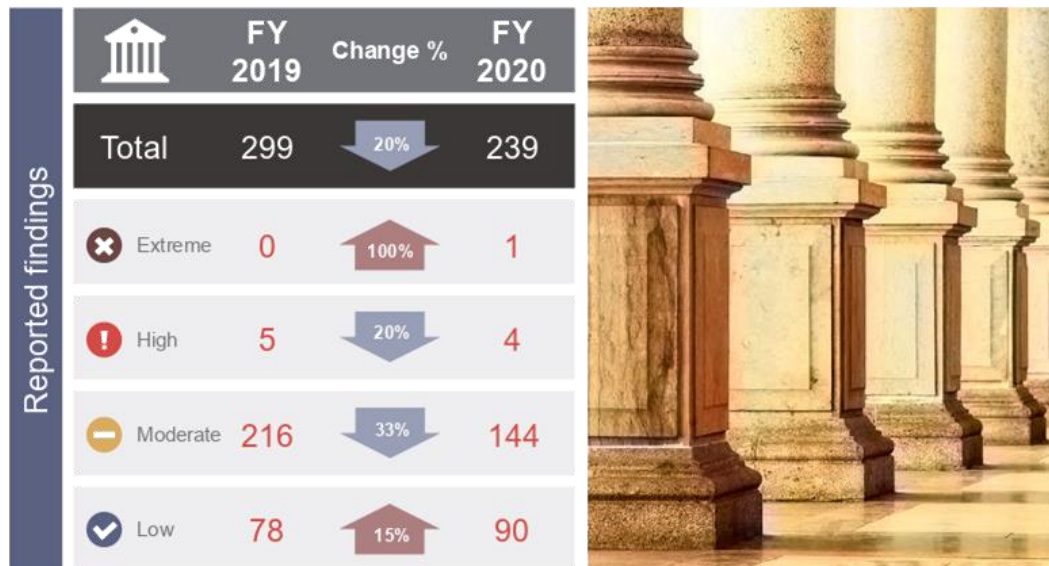 Reported findings
FY 2019 Change % FY 2020
Total 299 20% 239
Extreme 0 100% 1
High 5 20% 4
Moderate 216 33% 144
Low 78 15% 90